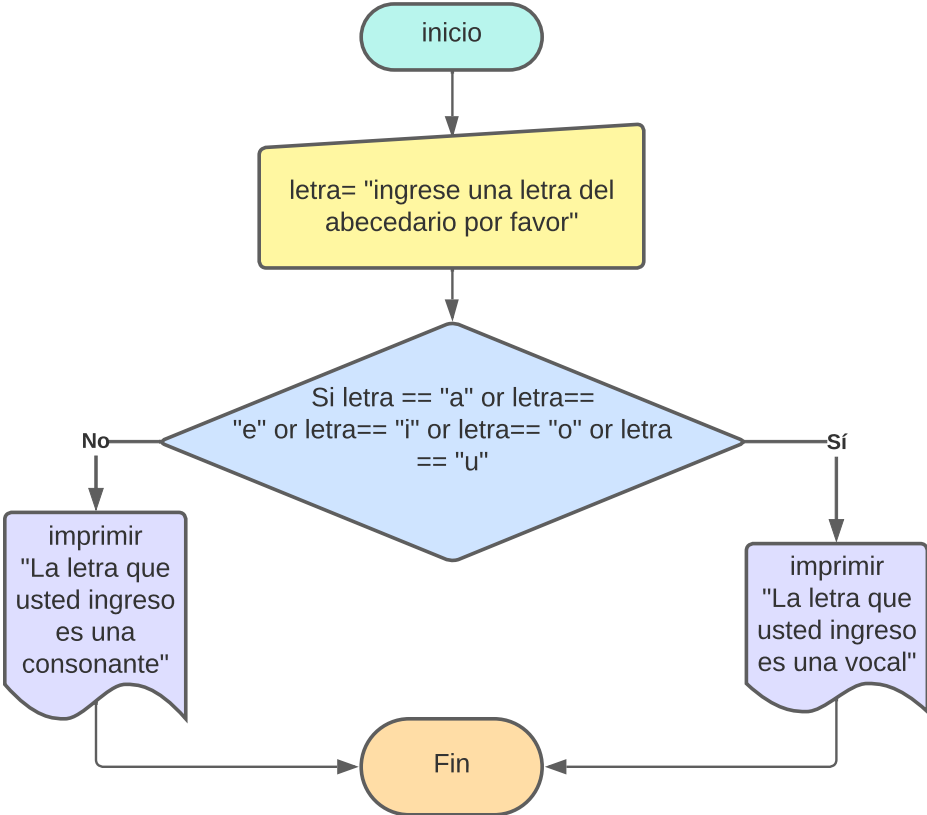 inicio
letra= "ingrese una letra del
abecedario por favor"
Si letra == "a" or letra==
"e" or letra== "i" or letra== "o" or letra
== "u"
No
Sí
imprimir
"La letra que
usted ingreso
es una
consonante"
imprimir
"La letra que
usted ingreso
es una vocal"
Fin